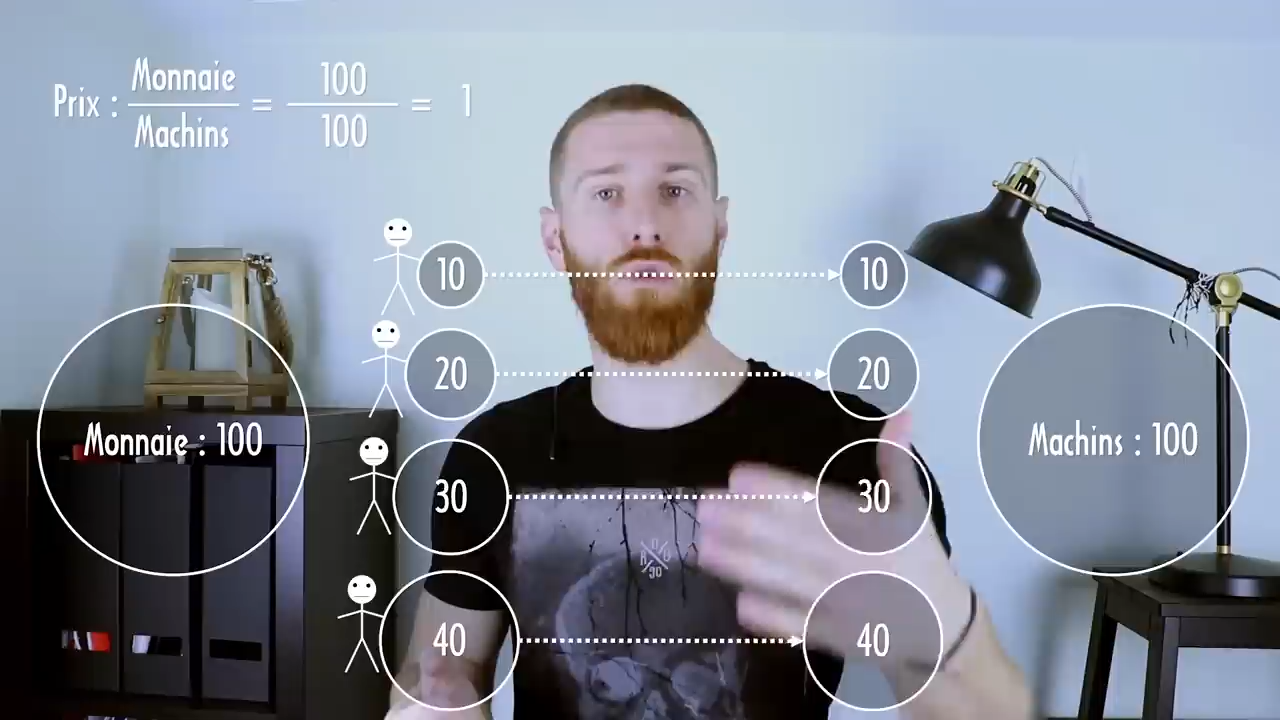 Prix : Monnaie / Machins = 100 / 100 = 1
10 10
20 20
Monnaie : 100
Machins : 100
30 30
40 40